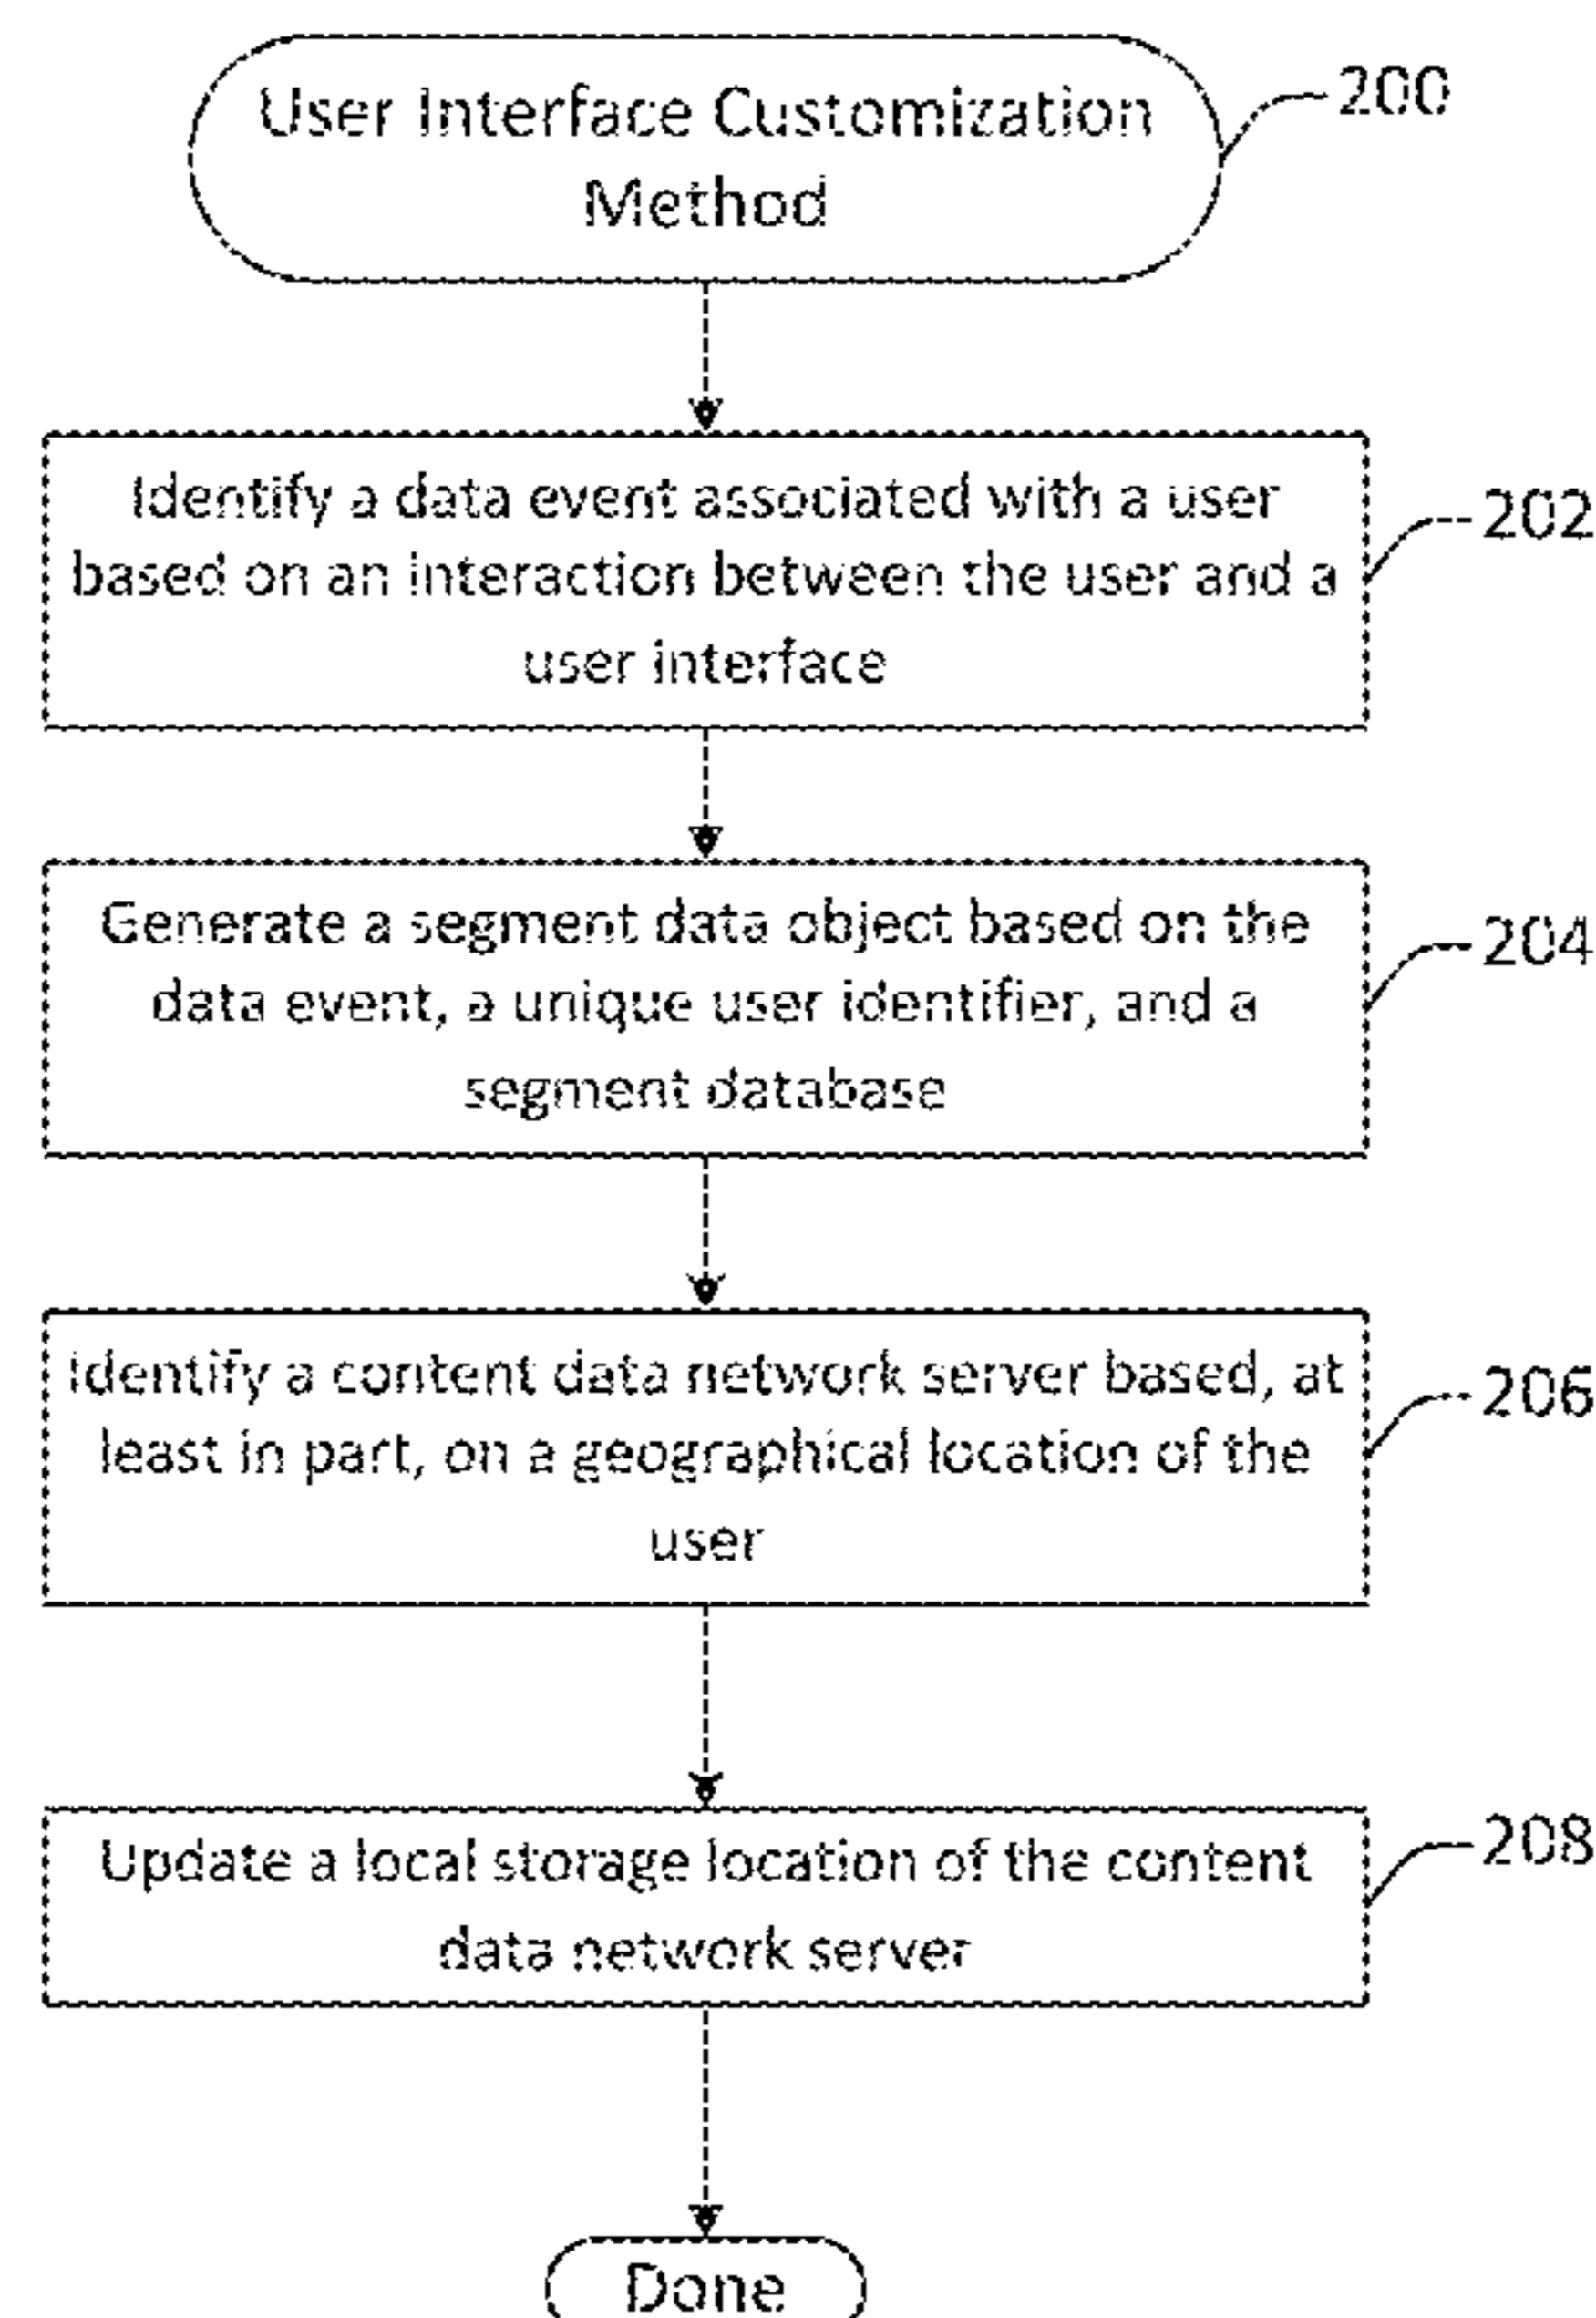 User Interface Customization
Method
200
Identify a data event associated with a user
based on an interaction between the user and a
user interface
202
Generate a segment data object based on the
data event, a unique user identifier, and a
segment database
204
Identify a content data network server based, at
least in part, on a geographical location of the
user
206
Update a local storage location of the content
data network server
208
Done